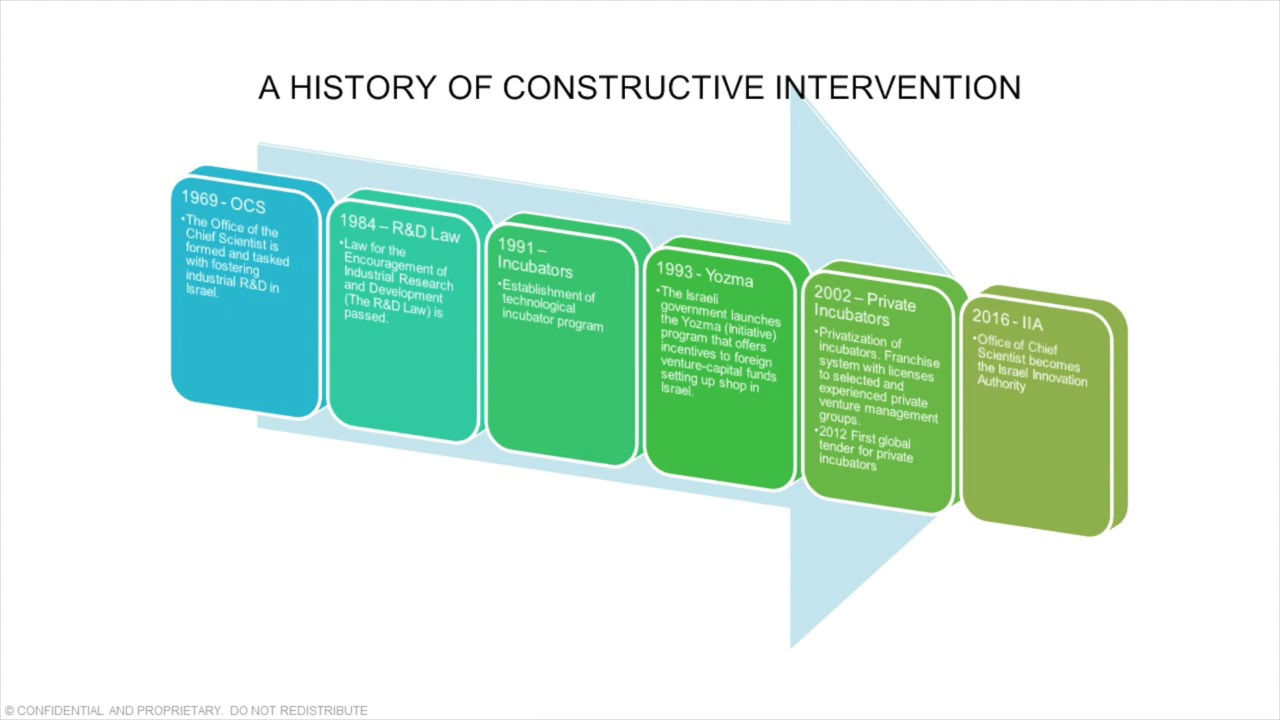 A HISTORY OF CONSTRUCTIVE INTERVENTION
1969 - OCS
•The Office of the
Chief Scientist is
formed and tasked
with fostering
industrial R&D in
Israel.
1984 – R&D Law
•Law for the
Encouragement of
Industrial Research
and Development
(The R&D Law) is
passed.
1991 –
Incubators
•Establishment of
technological
incubator program
1993 - Yozma
•The Israeli
government launches
the Yozma (Initiative)
program that offers
incentives to foreign
venture-capital funds
setting up shop in
Israel.
2002 – Private
Incubators
•Privatization of
incubators. Franchise
system with licenses
to selected and
experienced private
venture management
groups.
•2012 First global
tender for private
incubators
2016 - IIA
•Office of Chief
Scientist becomes
the Israel Innovation
Authority
© CONFIDENTIAL AND PROPRIETARY. DO NOT REDISTRIBUTE